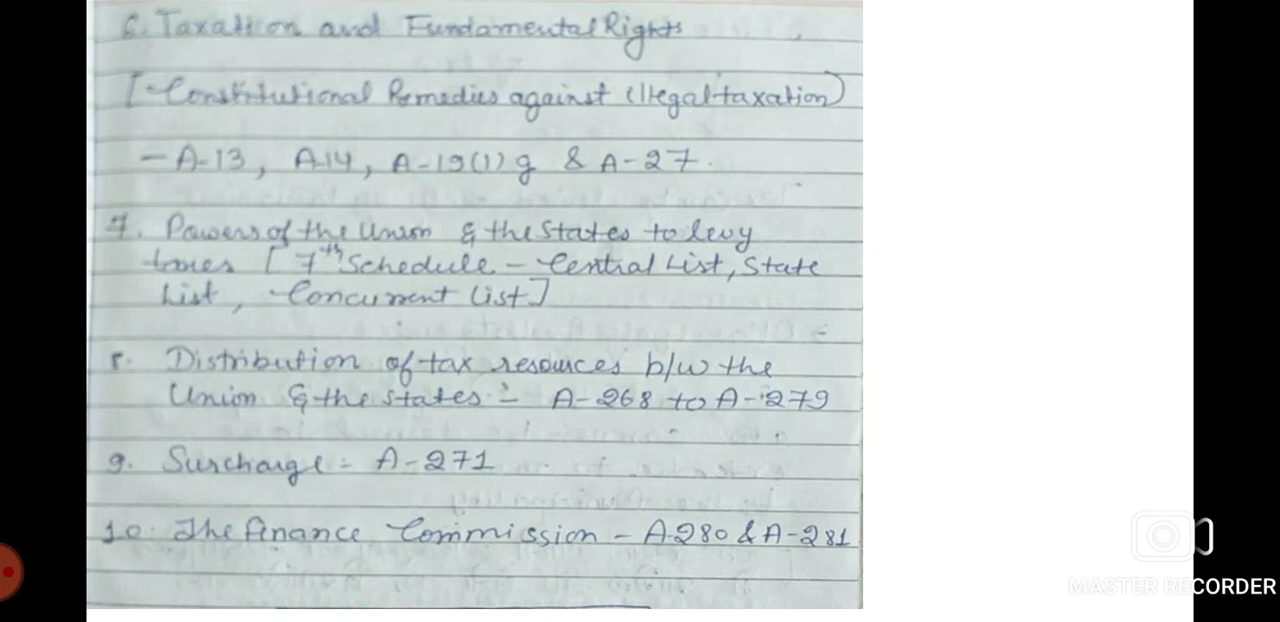 6. Taxation and Fundamental Rights
[Constitutional Remedies against illegal taxation)
- A-13, A-14, A-19(1) g & A-27.
7. Powers of the Union & the States to levy
taxes [7th Schedule - Central List, State
List, Concurrent List]
8. Distribution of tax resouces b/w the
Union & the states :- A-268 to A-279
9. Surcharge :- A-271
10. The Finance Commission - A-280 & A-281
MASTER RECORDER